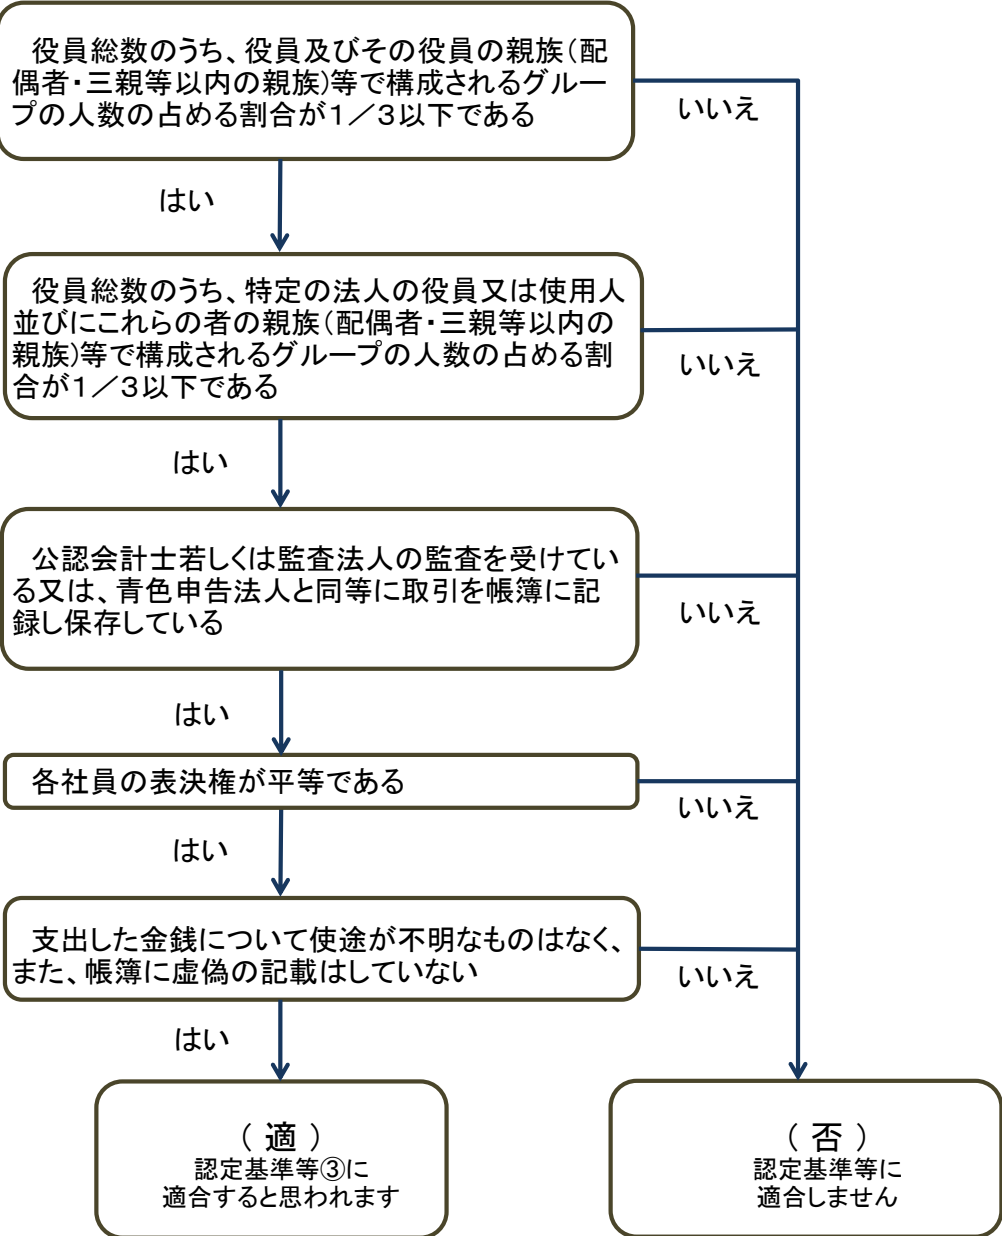 役員総数のうち、役員及びその役員の親族(配
偶者・三親等以内の親族)等で構成されるグルー
プの人数の占める割合が1/3以下である
いいえ
はい
役員総数のうち、特定の法人の役員又は使用人
並びにこれらの者の親族(配偶者・三親等以内の
親族)等で構成されるグループの人数の占める割
合が1/3以下である
いいえ
はい
公認会計士若しくは監査法人の監査を受けてい
る又は、青色申告法人と同等に取引を帳簿に記
録し保存している
いいえ
はい
各社員の表決権が平等である
いいえ
はい
支出した金銭について使途が不明なものはなく、
また、帳簿に虚偽の記載はしていない
いいえ
はい
(適)
認定基準等③に
適合すると思われます
(否)
認定基準等に
適合しません